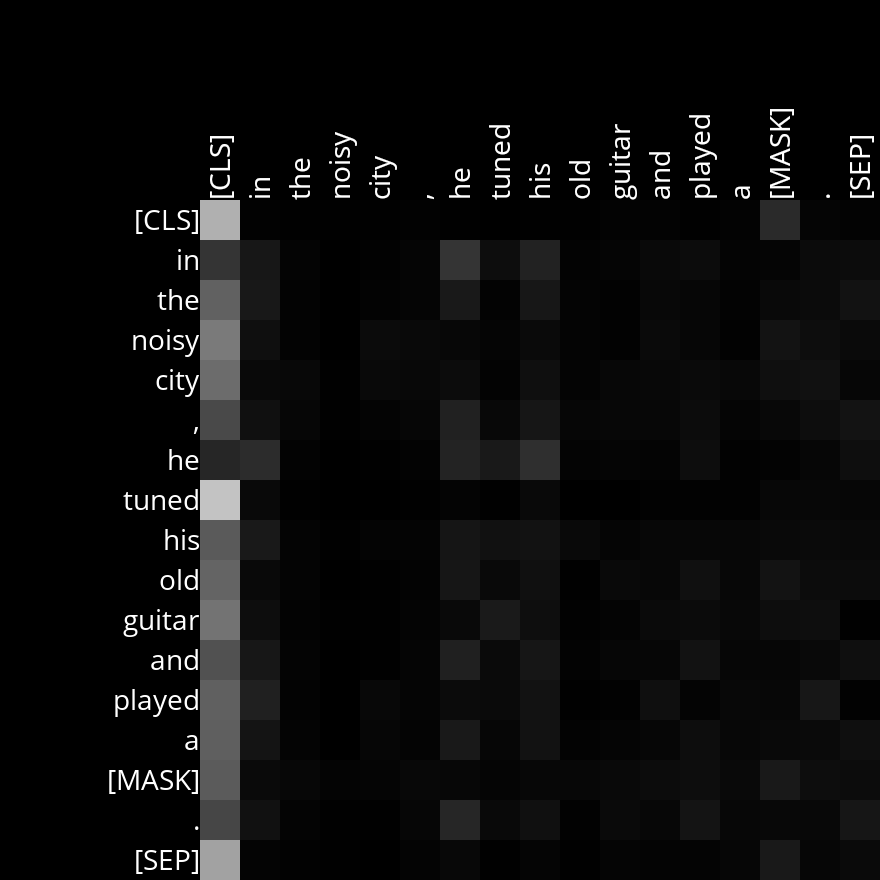 [CLS] in the noisy city , he tuned his old guitar and played a [MASK] . [SEP]
[CLS]
in
the
noisy
city
,
he
tuned
his
old
guitar
and
played
a
[MASK]
.
[SEP]